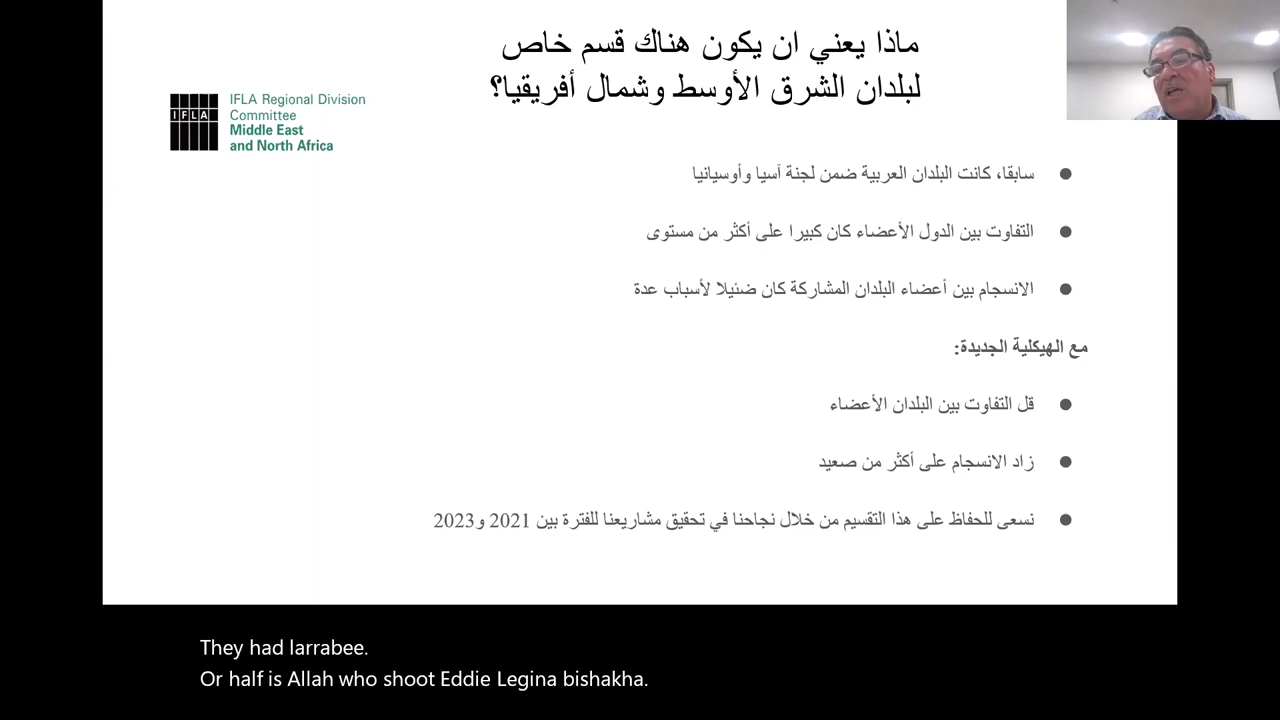 ماذا يعني ان يكون هناك قسم خاص
لبلدان الشرق الأوسط وشمال أفريقيا؟
IFLA
IFLA Regional Division
Committee
Middle East
and North Africa
سابقا، كانت البلدان العربية ضمن لجنة آسيا وأوسيانيا
التفاوت بين الدول الأعضاء كان كبيرا على أكثر من مستوى
الانسجام بين أعضاء البلدان المشاركة كان ضئيلا لأسباب عدة
مع الهيكلية الجديدة:
قل التفاوت بين البلدان الأعضاء
زاد الانسجام على أكثر من صعيد
نسعى للحفاظ على هذا التقسيم من خلال نجاحنا في تحقيق مشاريعنا للفترة بين 2021 و2023
They had larrabee.
Or half is Allah who shoot Eddie Legina bishakha.